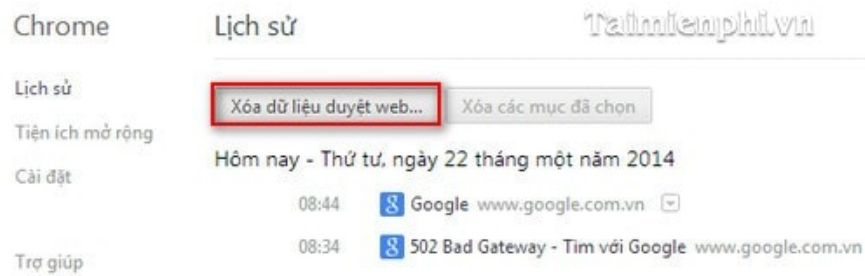 Chrome
Lịch sử
Taimienphi.vn
Lịch sử
Tiện ích mở rộng
Cài đặt
Trợ giúp
Xóa dữ liệu duyệt web...
Xóa các mục đã chọn
Hôm nay - Thứ tư, ngày 22 tháng một năm 2014
08:44 Google www.google.com.vn
08:34 502 Bad Gateway - Tìm với Google www.google.com.vn